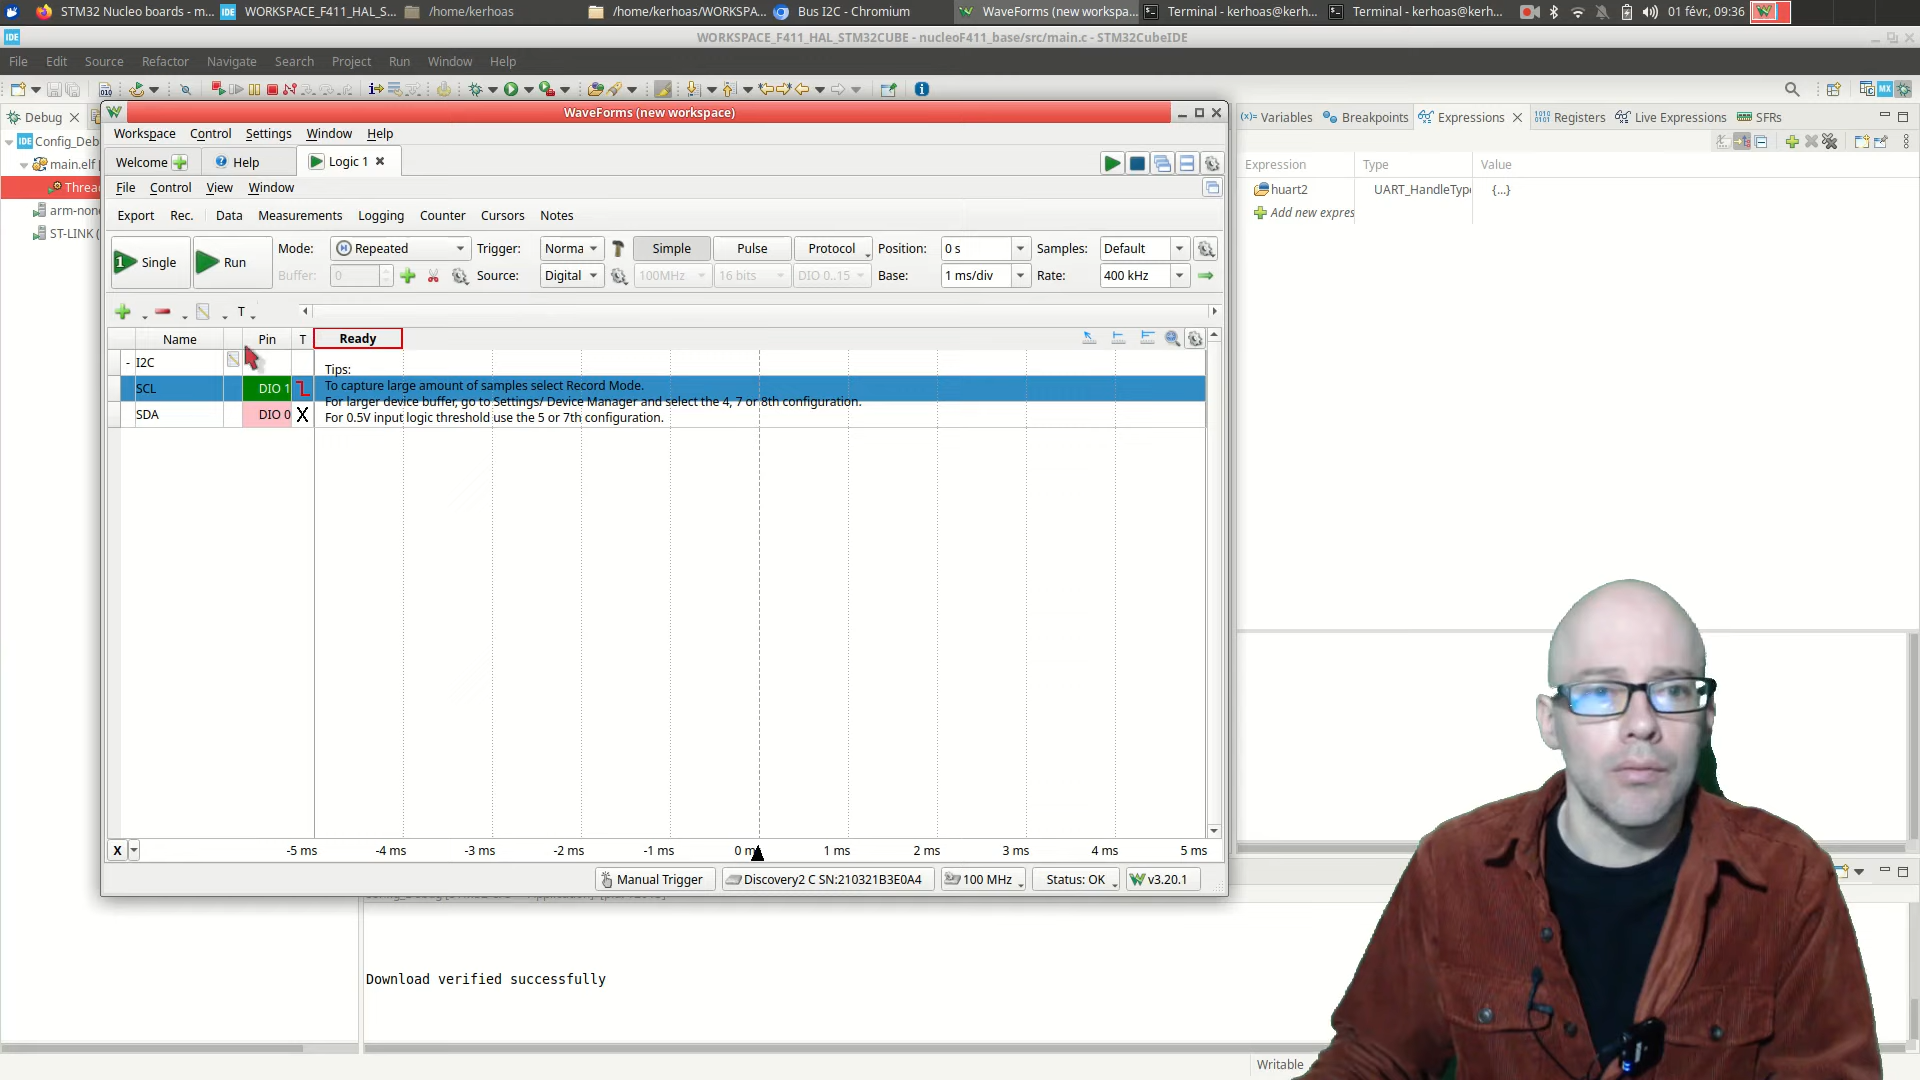 STM32 Nucleo boards - m... WORKSPACE_F411_HAL_S... /home/kerhoas /home/kerhoas/WORKSPA... Bus I2C - Chromium WaveForms (new workspa... Terminal - kerhoas@kerh... Terminal - kerhoas@kerh... 01 févr., 09:36
IDE WORKSPACE_F411_HAL_STM32CUBE - nucleoF411_base/src/main.c - STM32CubeIDE
File Edit Source Refactor Navigate Search Project Run Window Help
Debug
WaveForms (new workspace)
Variables Breakpoints Expressions Registers Live Expressions SFRs
Config_Deb
main.elf
Threa
arm-none
ST-LINK (
Workspace Control Settings Window Help
Welcome Help Logic 1
File Control View Window
Export Rec. Data Measurements Logging Counter Cursors Notes
Single Run Mode: Repeated Trigger: Norma Simple Pulse Protocol Position: 0 s Samples: Default
Buffer: 0 Source: Digital 100MHz 16 bits DIO 0..15 Base: 1 ms/div Rate: 400 kHz
T
Name Pin T Ready
- I2C
SCL DIO 1
SDA DIO 0 X
Tips:
To capture large amount of samples select Record Mode.
For larger device buffer, go to Settings/ Device Manager and select the 4, 7 or 8th configuration.
For 0.5V input logic threshold use the 5 or 7th configuration.
X -5 ms -4 ms -3 ms -2 ms -1 ms 0 m 1 ms 2 ms 3 ms 4 ms 5 ms
Manual Trigger Discovery2 C SN:210321B3E0A4 100 MHz Status: OK v3.20.1
Expression Type Value
huart2 UART_HandleType {...}
Add new expres
Download verified successfully
Writable